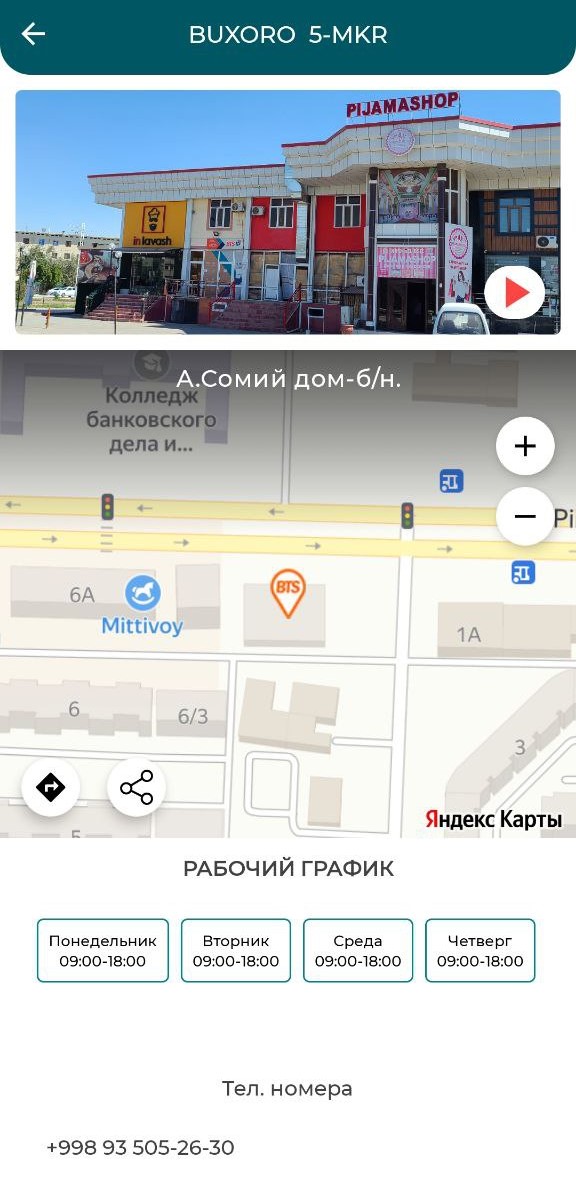 BUXORO 5-MKR
PIJAMASHOP
in lavash
BTS
PIJAMASHOP
А.Сомий дом-б/н.
Колледж
банковского
дела и...
Pi
6А
BTS
Mittivoy
1А
6
6/3
3
5
Яндекс Карты
РАБОЧИЙ ГРАФИК
Понедельник
09:00-18:00
Вторник
09:00-18:00
Среда
09:00-18:00
Четверг
09:00-18:00
Тел. номера
+998 93 505-26-30